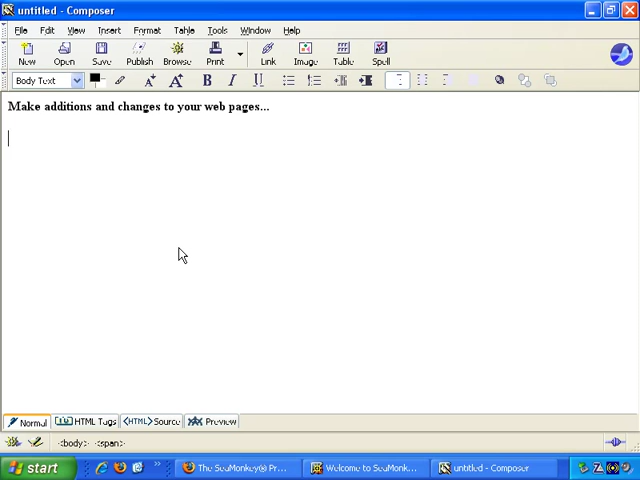 untitled - Composer
File Edit View Insert Format Table Tools Window Help
New Open Save Publish Browse Print Link Image Table Spell
Body Text B I U
Make additions and changes to your web pages...
Normal HTML Tags <HTML> Source Preview
<body> <span>
start The SeaMonkey® Pr... Welcome to SeaMonk... untitled - Composer